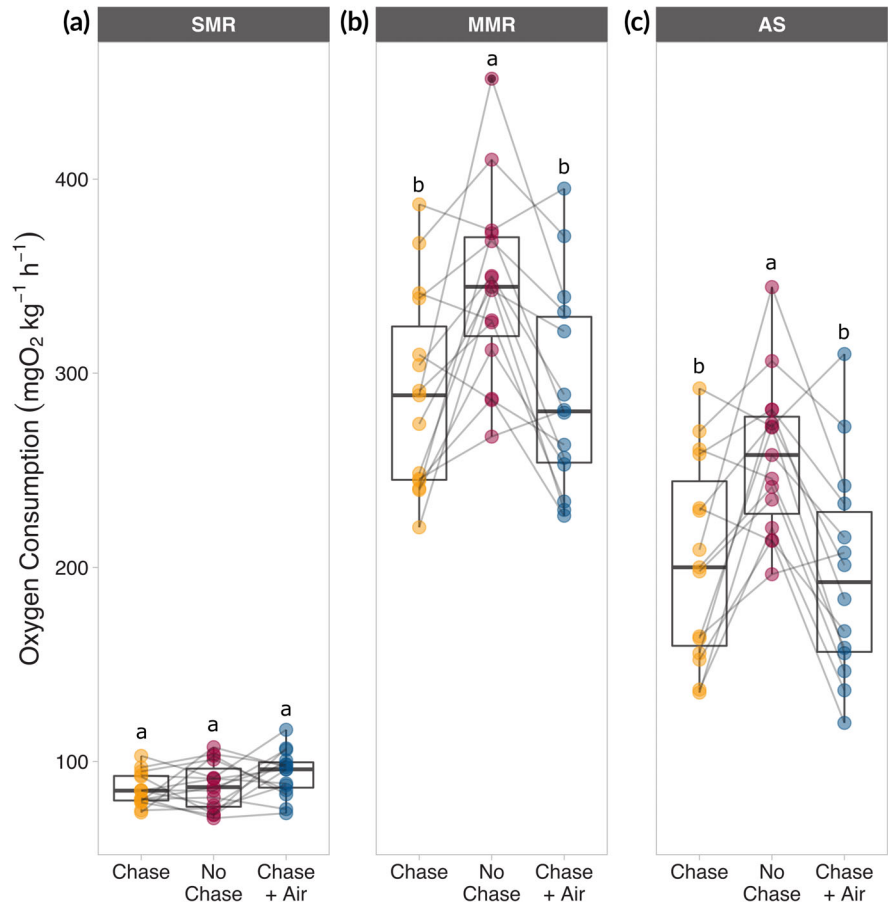 (a) SMR
(b) MMR
(c) AS
Oxygen Consumption (mgO₂ kg⁻¹ h⁻¹)
400
300
200
100
a
a
a
b
a
b
b
a
b
Chase
No
Chase
Chase
+ Air
Chase
No
Chase
Chase
+ Air
Chase
No
Chase
Chase
+ Air